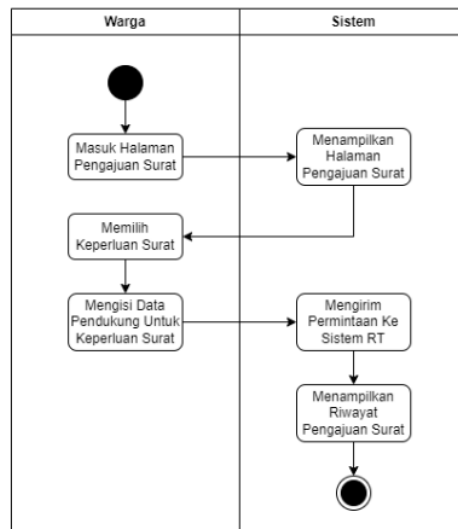 Warga
Sistem
Masuk Halaman
Pengajuan Surat
Menampilkan
Halaman
Pengajuan Surat
Memilih
Keperluan Surat
Mengisi Data
Pendukung Untuk
Keperluan Surat
Mengirim
Permintaan Ke
Sistem RT
Menampilkan
Riwayat
Pengajuan Surat